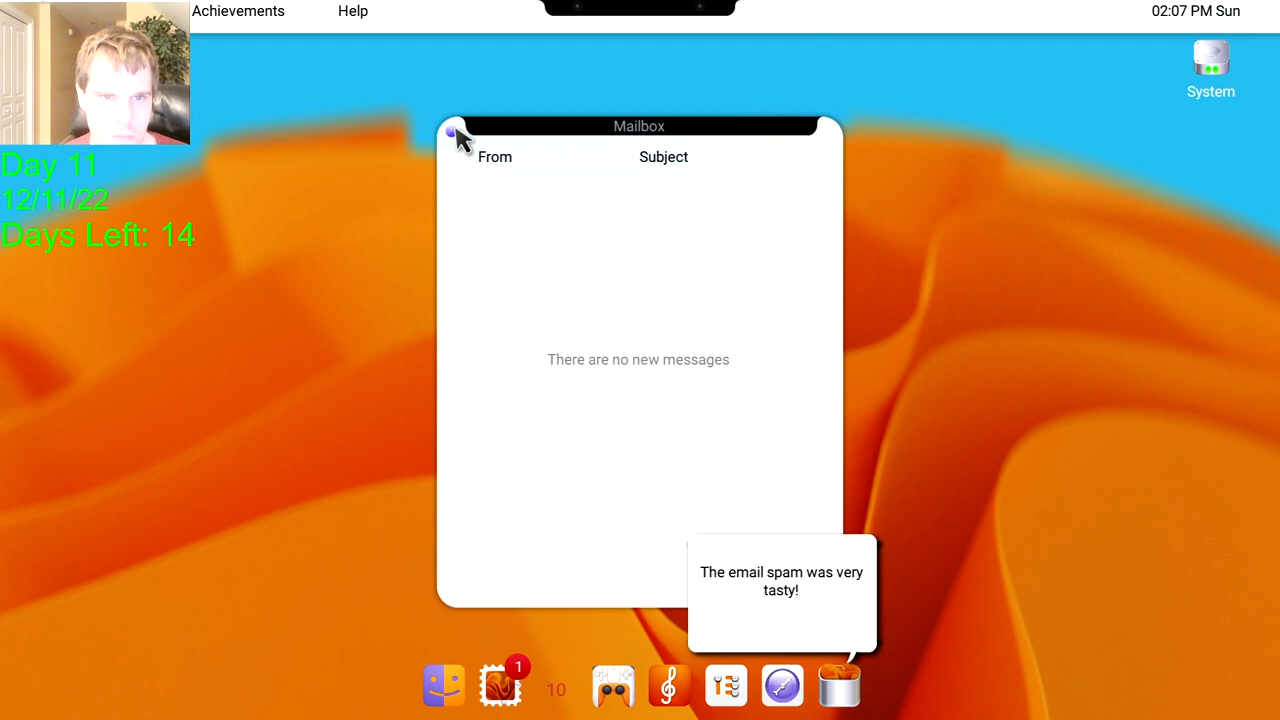 Achievements
Help
02:07 PM Sun
System
Mailbox
From
Subject
Day 11
12/11/22
Days Left: 14
There are no new messages
The email spam was very
tasty!
1
10